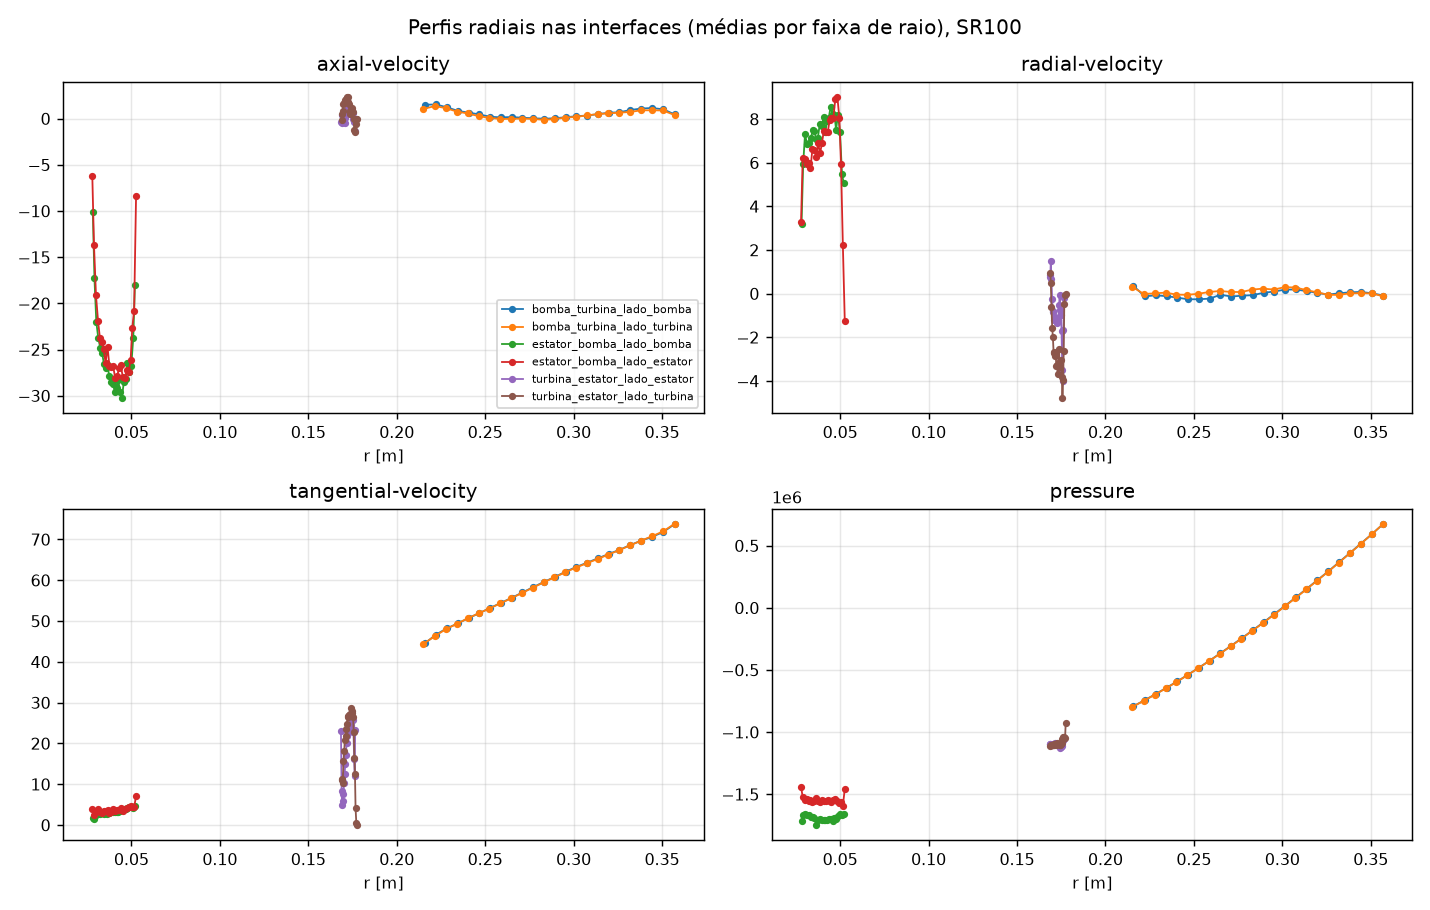 Perfis radiais nas interfaces (médias por faixa de raio), SR100
axial-velocity
0
−5
−10
−15
−20
−25
−30
0.05 0.10 0.15 0.20 0.25 0.30 0.35
r [m]
bomba_turbina_lado_bomba
bomba_turbina_lado_turbina
estator_bomba_lado_bomba
estator_bomba_lado_estator
turbina_estator_lado_estator
turbina_estator_lado_turbina
radial-velocity
8
6
4
2
0
−2
−4
0.05 0.10 0.15 0.20 0.25 0.30 0.35
r [m]
tangential-velocity
70
60
50
40
30
20
10
0
0.05 0.10 0.15 0.20 0.25 0.30 0.35
r [m]
pressure
1e6
0.5
0.0
−0.5
−1.0
−1.5
0.05 0.10 0.15 0.20 0.25 0.30 0.35
r [m]